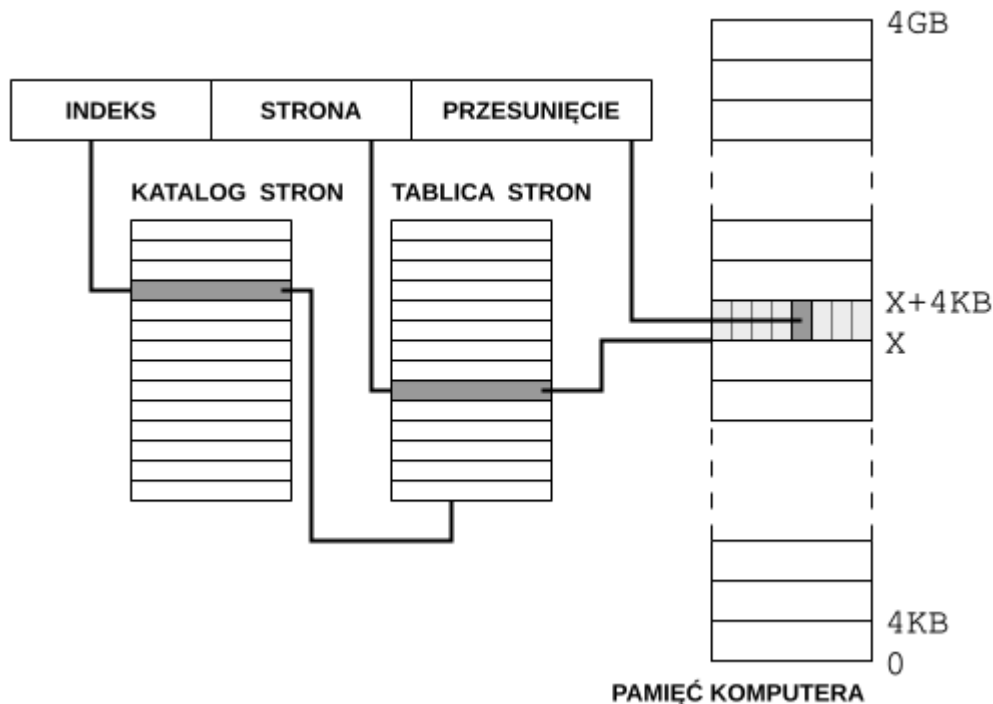 4GB
INDEKS STRONA PRZESUNIĘCIE
KATALOG STRON TABLICA STRON
X+4KB
X
4KB
0
PAMIĘĆ KOMPUTERA